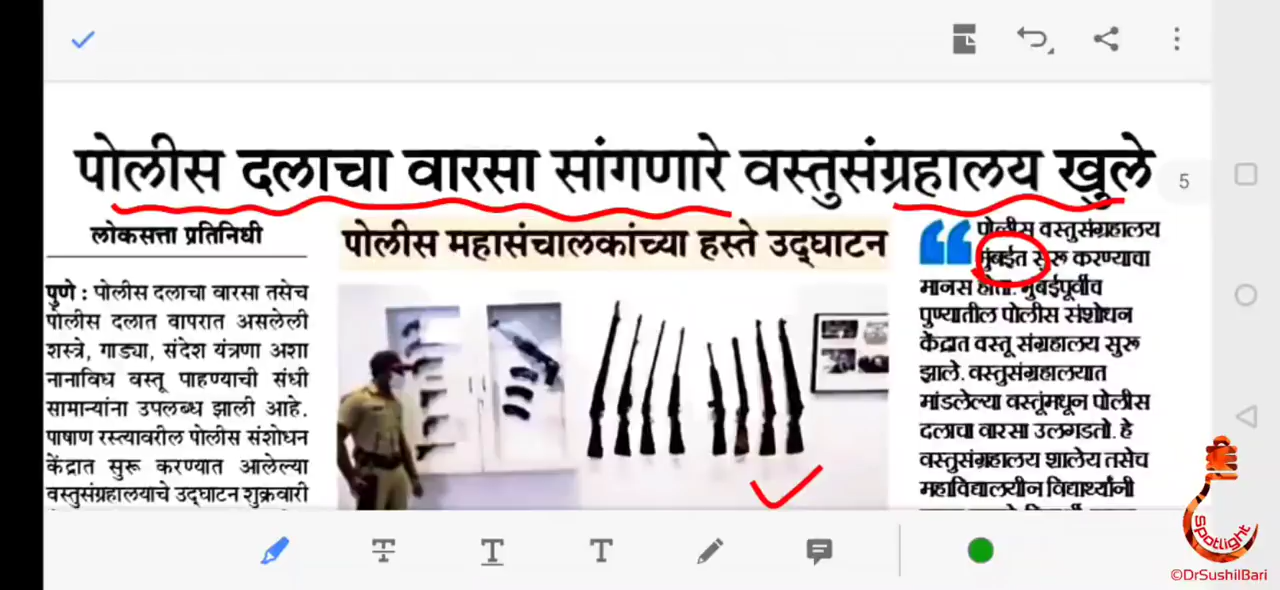 पोलीस दलाचा वारसा सांगणारे वस्तुसंग्रहालय खुले
5
लोकसत्ता प्रतिनिधी
पुणे : पोलीस दलाचा वारसा तसेच
पोलीस दलात वापरात असलेली
शस्त्रे, गाड्या, संदेश यंत्रणा अशा
नानाविध वस्तू पाहण्याची संधी
सामान्यांना उपलब्ध झाली आहे.
पाषाण रस्त्यावरील पोलीस संशोधन
केंद्रात सुरू करण्यात आलेल्या
वस्तुसंग्रहालयाचे उद्घाटन शुक्रवारी
पोलीस महासंचालकांच्या हस्ते उद्घाटन
पोलीस वस्तुसंग्रहालय
मुंबईत सुरू करण्याचा
मानस होता. मुंबईपूर्वीच
पुण्यातील पोलीस संशोधन
केंद्रात वस्तू संग्रहालय सुरू
झाले. वस्तुसंग्रहालयात
मांडलेल्या वस्तूंमधून पोलीस
दलाचा वारसा उलगडतो. हे
वस्तुसंग्रहालय शालेय तसेच
महाविद्यालयीन विद्यार्थ्यांनी
Spotlight
©DrSushilBari